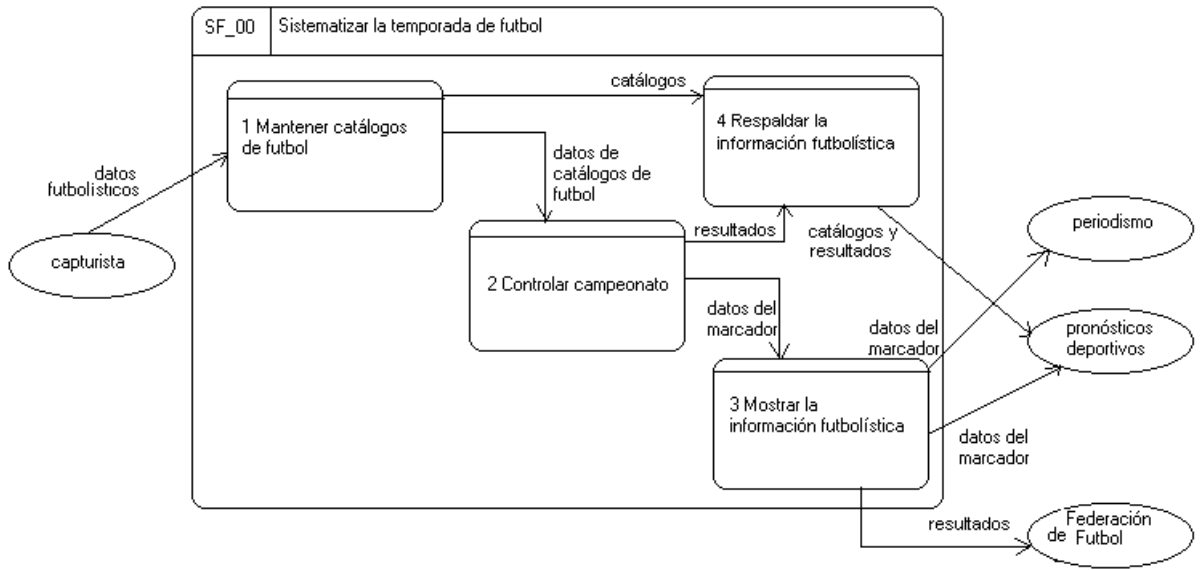 SF_00
Sistematizar la temporada de futbol
catálogos
1 Mantener catálogos
de futbol
4 Respaldar la
información futbolística
datos
futbolisticos
datos de
catálogos de
futbol
capturista
resultados
catálogos y
resultados
periodismo
2 Controlar campeonato
datos del
marcador
datos del
marcador
pronósticos
deportivos
3 Mostrar la
información futbolística
datos del
marcador
resultados
Federación
de Futbol